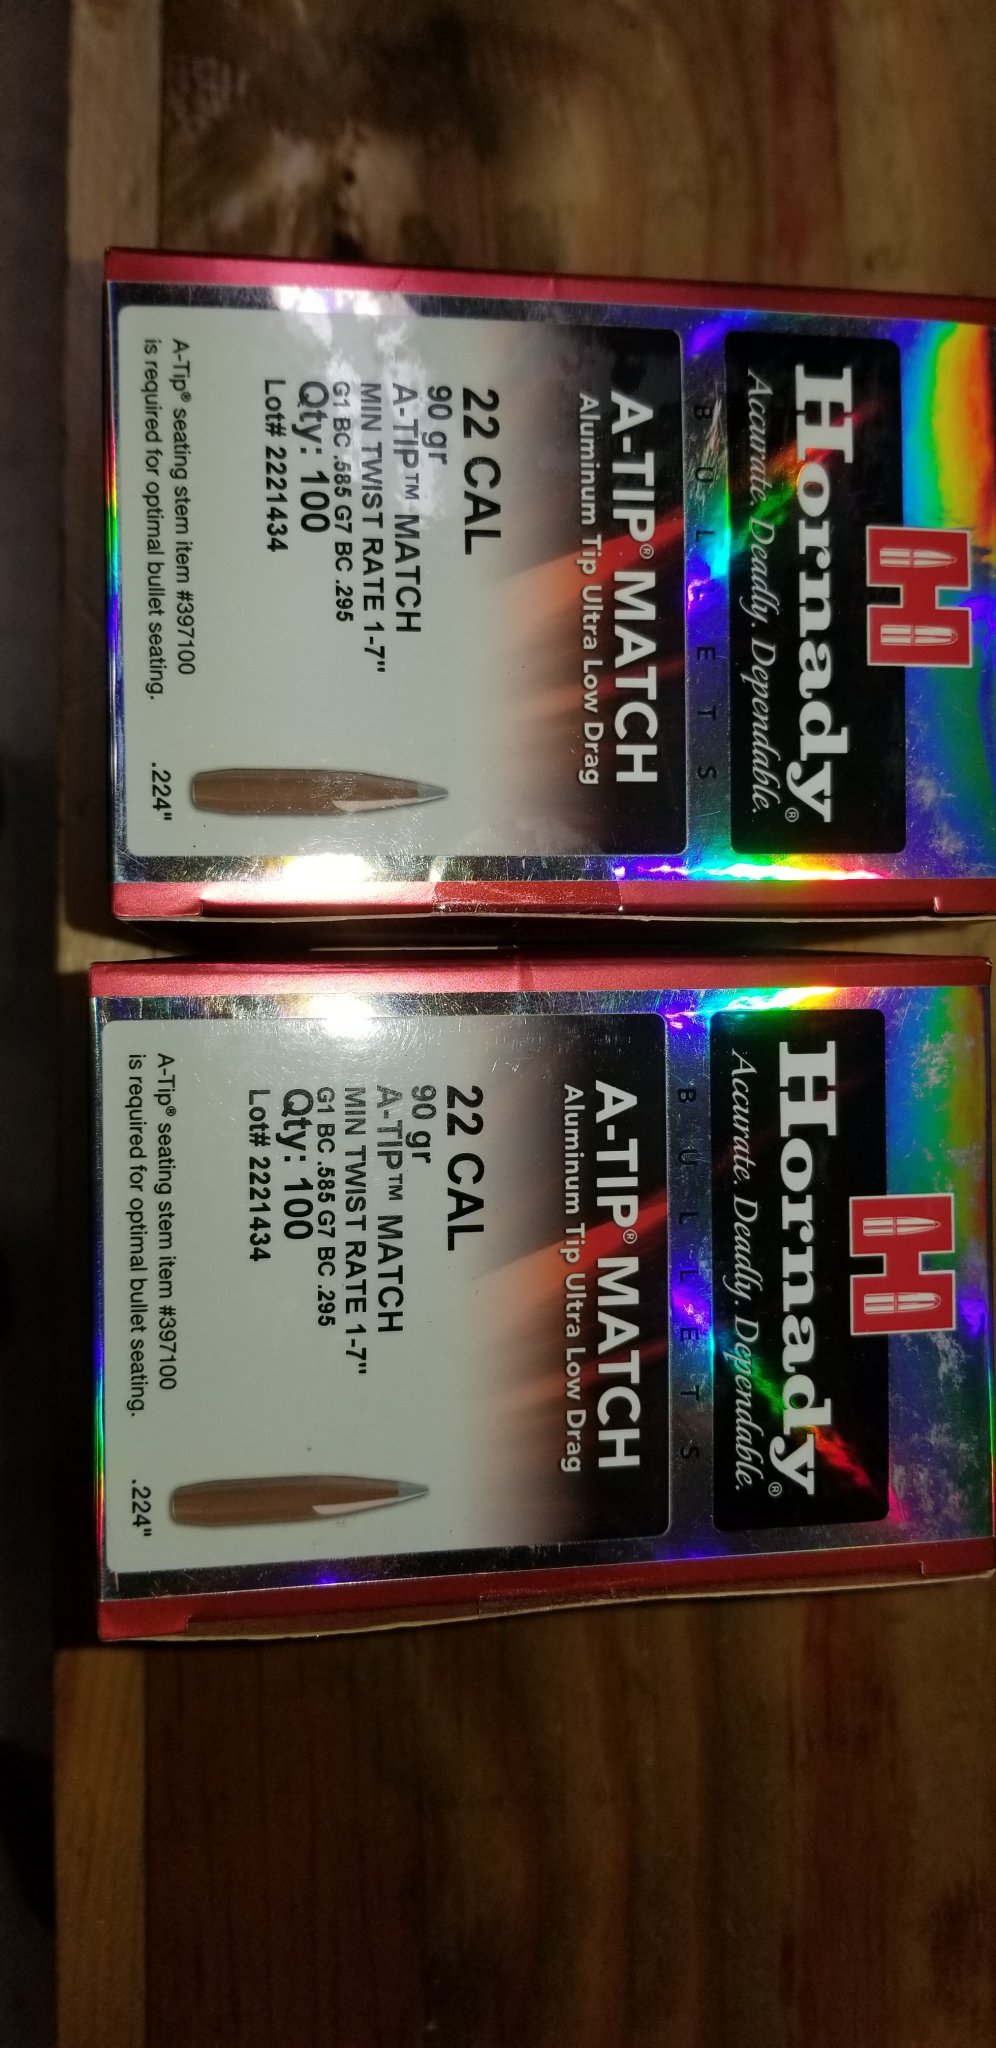 Hornady®
Accurate. Deadly. Dependable.
BULLETS
A-TIP® MATCH
Aluminum Tip Ultra Low Drag
22 CAL
90 gr
A-TIP™ MATCH
MIN TWIST RATE 1-7"
G1 BC .585 G7 BC .295
Qty: 100
Lot# 2221434
A-Tip® seating stem item #397100
is required for optimal bullet seating.
.224"
Hornady®
Accurate. Deadly. Dependable.
BULLETS
A-TIP® MATCH
Aluminum Tip Ultra Low Drag
22 CAL
90 gr
A-TIP™ MATCH
MIN TWIST RATE 1-7"
G1 BC .585 G7 BC .295
Qty: 100
Lot# 2221434
A-Tip® seating stem item #397100
is required for optimal bullet seating.
.224"